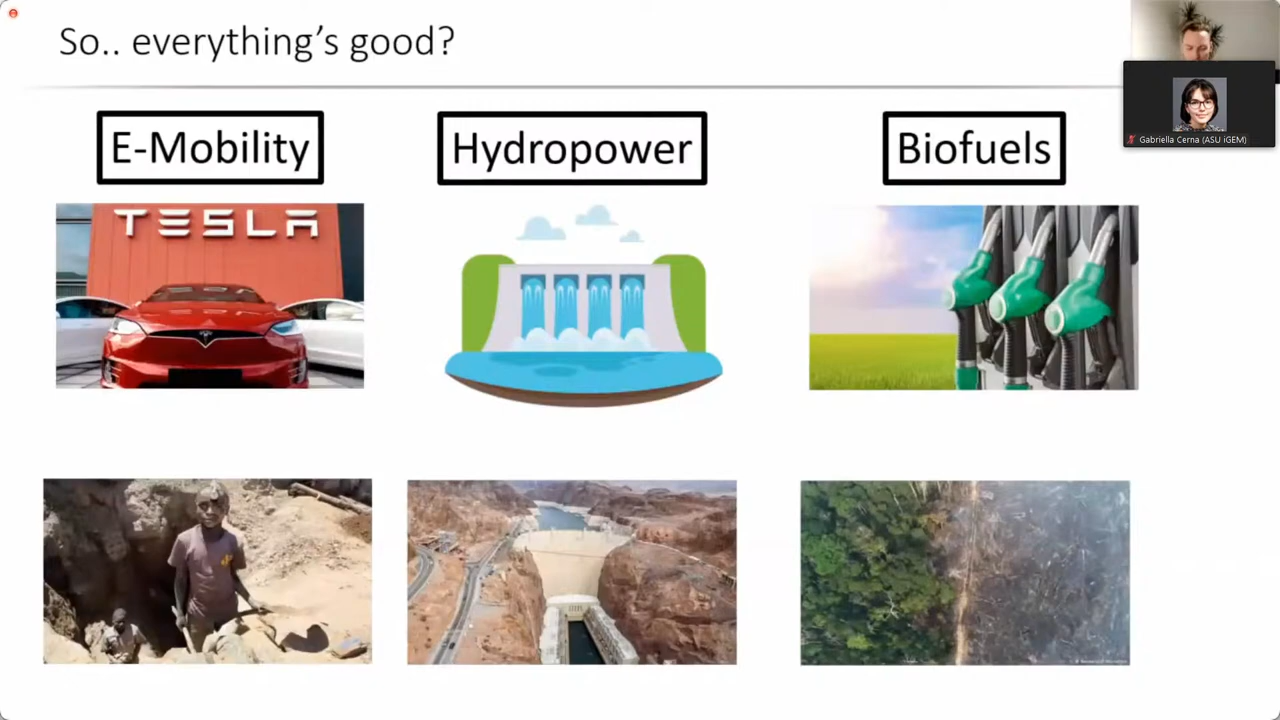 So.. everything's good?
E-Mobility
Hydropower
Biofuels
TESLA
Gabriella Cerna (ASU iGEM)